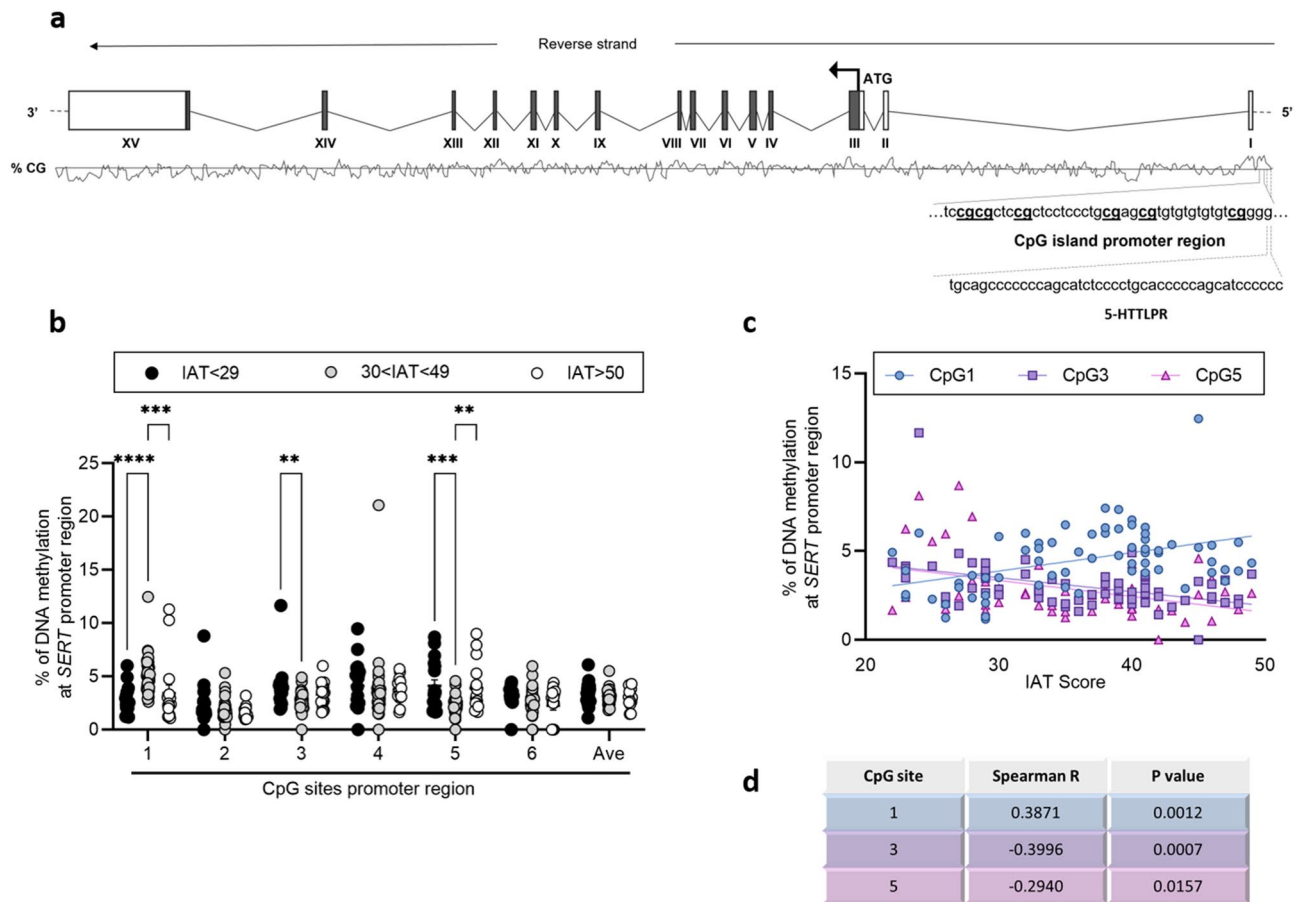 a
Reverse strand
ATG
3’
5’
XV XIV XIII XII XI X IX VIII VII VI V IV III II I
% CG
…tccgcgctccgctcctccctgcgagcgtgtgtgtgtgtcgggg…
CpG island promoter region
tgcagcccccccagcatctcccctgcacccccagcatcccccc
5-HTTLPR
b
IAT<29 30<IAT<49 IAT>50
*** **
**** ** ***
% of DNA methylation
at SERT promoter region
25
20
15
10
5
0
1 2 3 4 5 6 Ave
CpG sites promoter region
c
CpG1 CpG3 CpG5
% of DNA methylation
at SERT promoter region
15
10
5
0
20 30 40 50
IAT Score
d
CpG site Spearman R P value
1 0.3871 0.0012
3 -0.3996 0.0007
5 -0.2940 0.0157